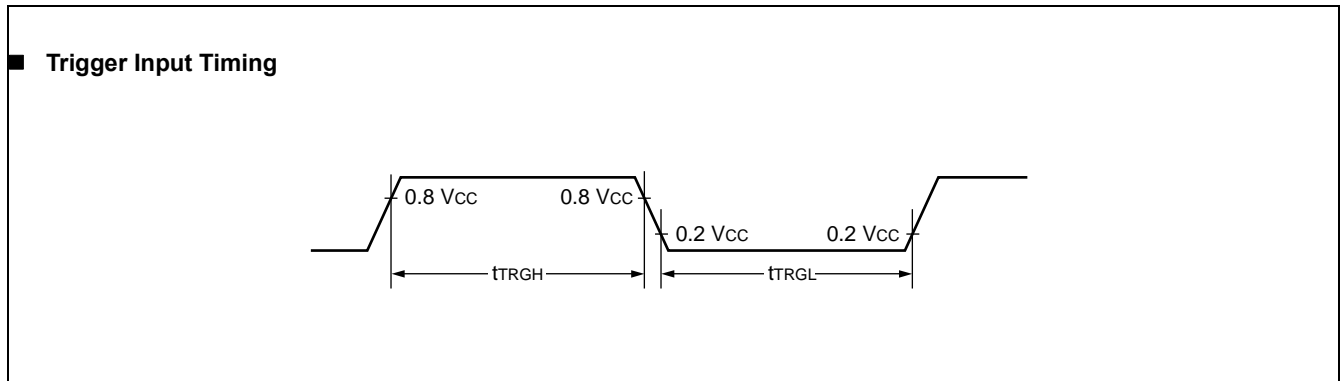 ■ Trigger Input Timing
0.8 VCC 0.8 VCC
0.2 VCC 0.2 VCC
tTRGH tTRGL